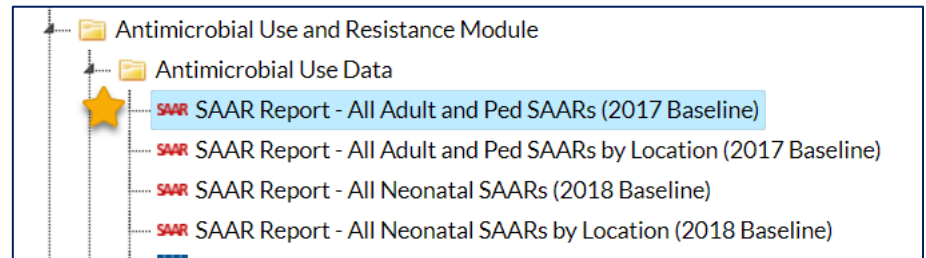 Antimicrobial Use and Resistance Module
Antimicrobial Use Data
SAAR SAAR Report - All Adult and Ped SAARs (2017 Baseline)
SAAR SAAR Report - All Adult and Ped SAARs by Location (2017 Baseline)
SAAR SAAR Report - All Neonatal SAARs (2018 Baseline)
SAAR SAAR Report - All Neonatal SAARs by Location (2018 Baseline)